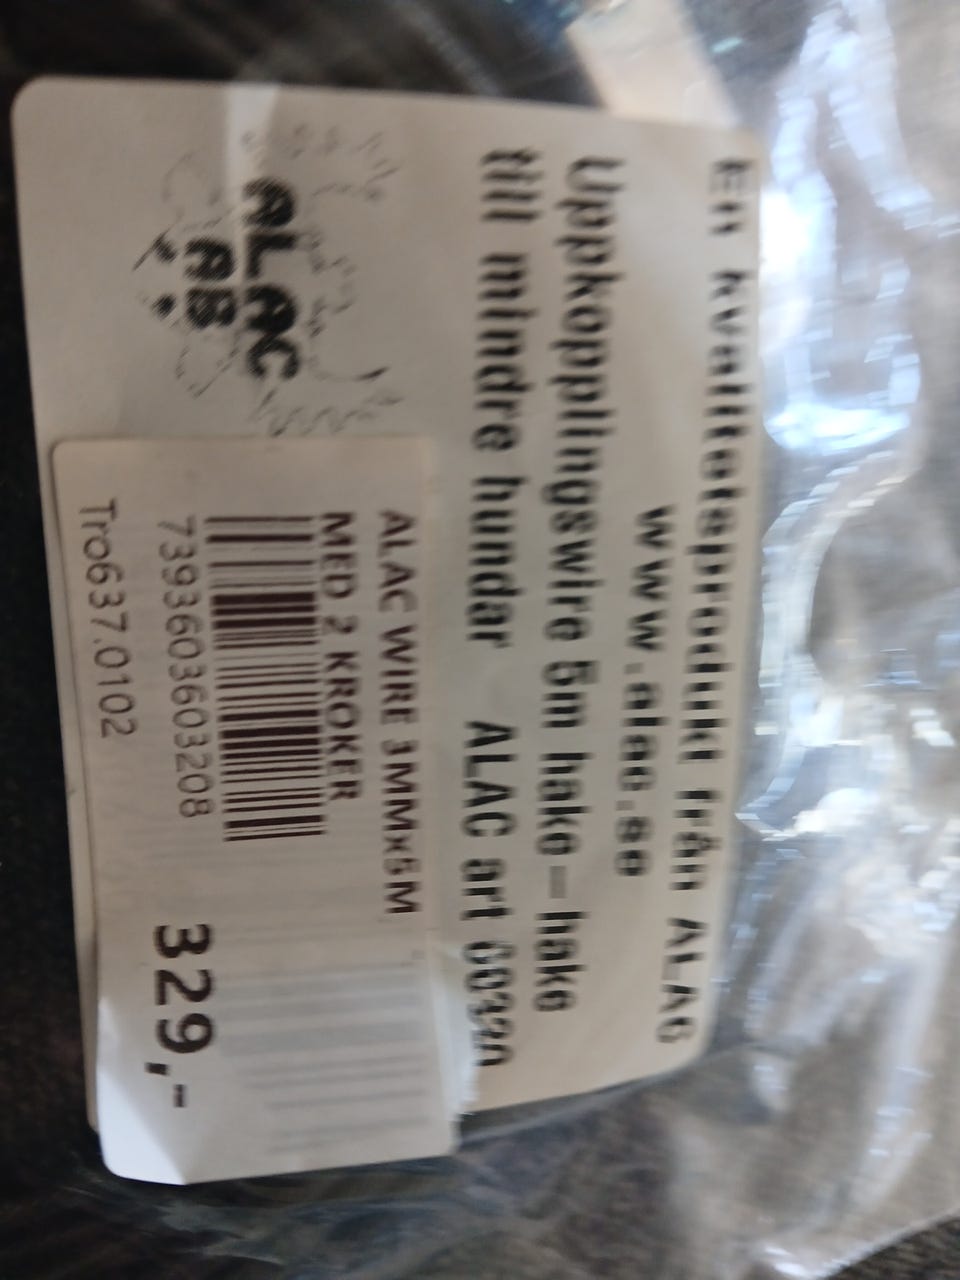 En kvalitetsprodukt från ALAC
www.alac.se
Uppkopplingswire 5m hake-hake
till mindre hundar ALAC art 60320
ALAC
AB
ALAC WIRE 3MMX5M
MED 2 KROKER
7393603603208
Tro637.0102
329,-